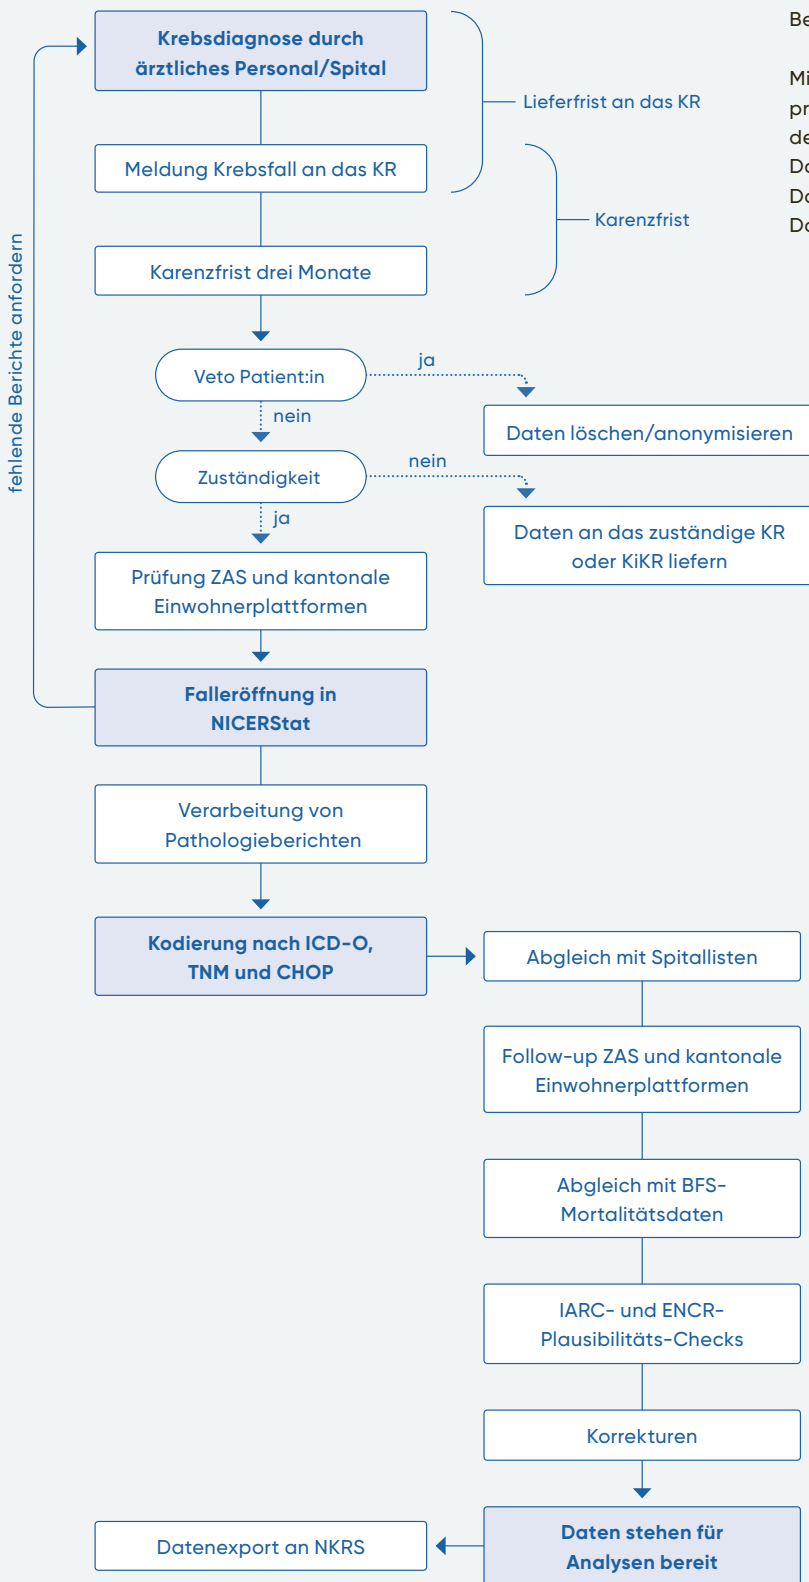 Krebsdiagnose durch
ärztliches Personal/Spital
Lieferfrist an das KR
Meldung Krebsfall an das KR
Karenzfrist
Karenzfrist drei Monate
fehlende Berichte anfordern
Veto Patient:in
ja
nein
Daten löschen/anonymisieren
Zuständigkeit
nein
ja
Daten an das zuständige KR
oder KiKR liefern
Prüfung ZAS und kantonale
Einwohnerplattformen
Falleröffnung in
NICERStat
Verarbeitung von
Pathologieberichten
Kodierung nach ICD-O,
TNM und CHOP
Abgleich mit Spitallisten
Follow-up ZAS und kantonale
Einwohnerplattformen
Abgleich mit BFS-
Mortalitätsdaten
IARC- und ENCR-
Plausibilitäts-Checks
Korrekturen
Daten stehen für
Analysen bereit
Datenexport an NKRS